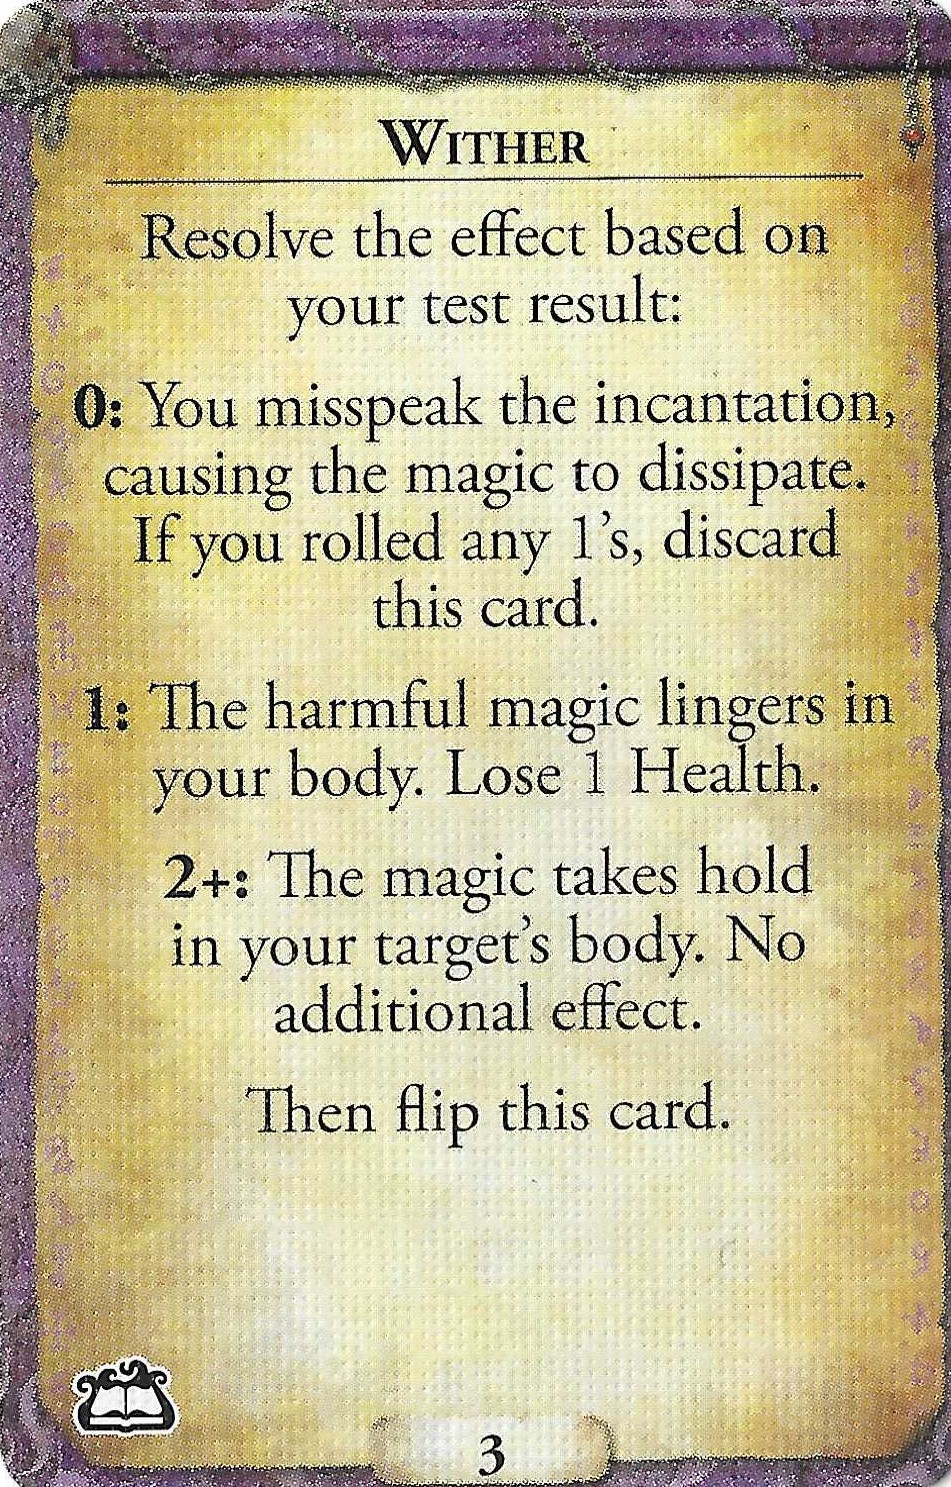 Wither
Resolve the effect based on
your test result:
0: You misspeak the incantation,
causing the magic to dissipate.
If you rolled any 1's, discard
this card.
1: The harmful magic lingers in
your body. Lose 1 Health.
2+: The magic takes hold
in your target's body. No
additional effect.
Then flip this card.
3